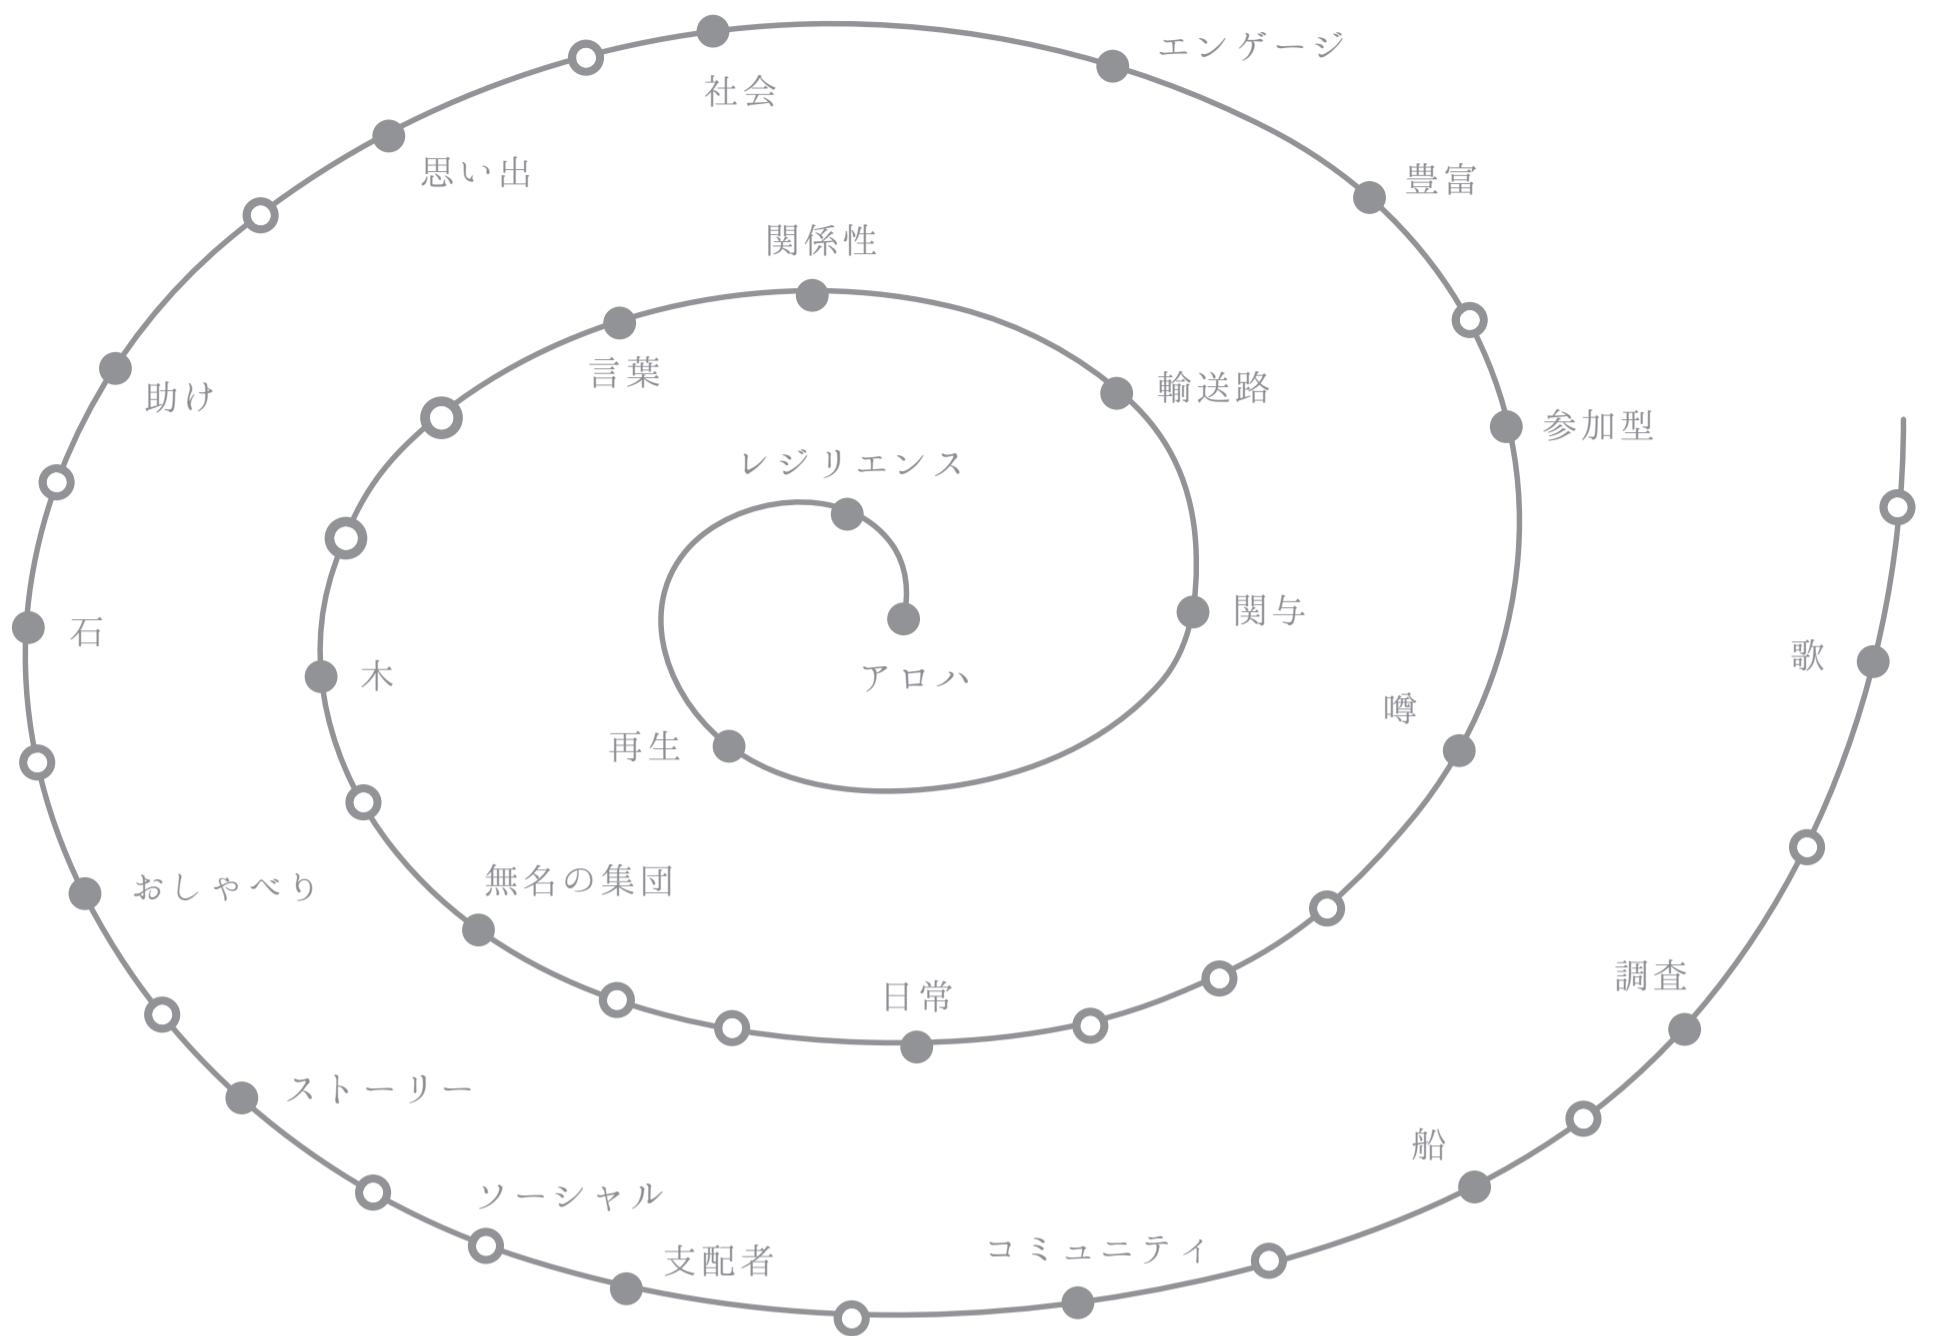 エンゲージ
社会
思い出
豊富
関係性
言葉
輸送路
助け
参加型
レジリエンス
関与
石
木
アロハ
歌
噂
再生
無名の集団
おしゃべり
日常
調査
ストーリー
船
ソーシャル
コミュニティ
支配者